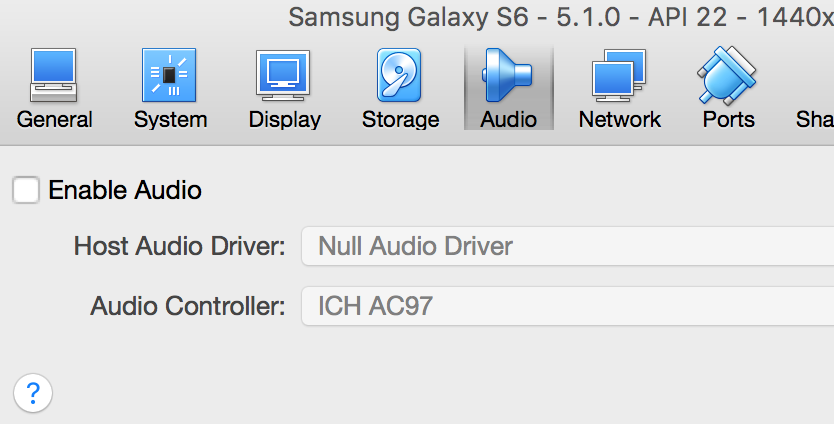 Samsung Galaxy S6 - 5.1.0 - API 22 - 1440x
General System Display Storage Audio Network Ports Sha
Enable Audio
Host Audio Driver: Null Audio Driver
Audio Controller: ICH AC97
?